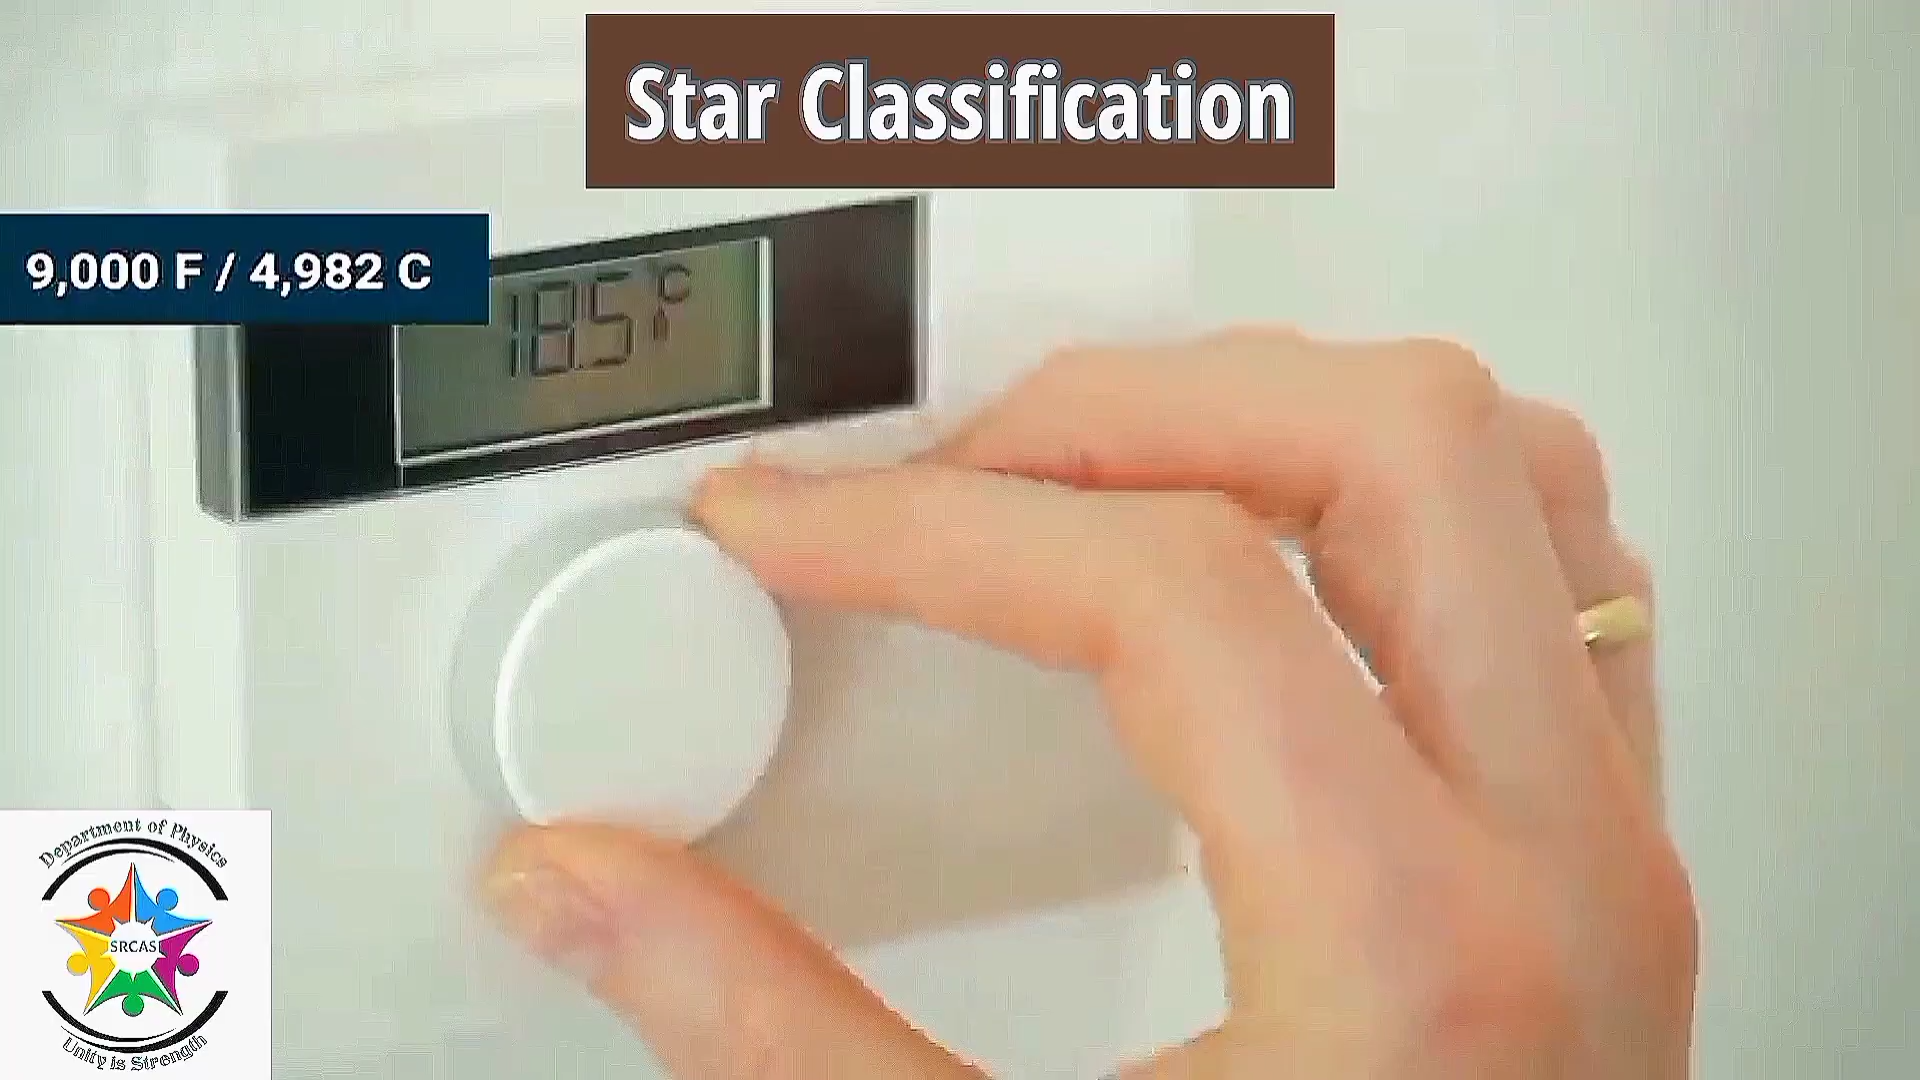 Star Classification
9,000 F / 4,982 C
18.5°C
Department of Physics
SRCAS
Unity is Strength